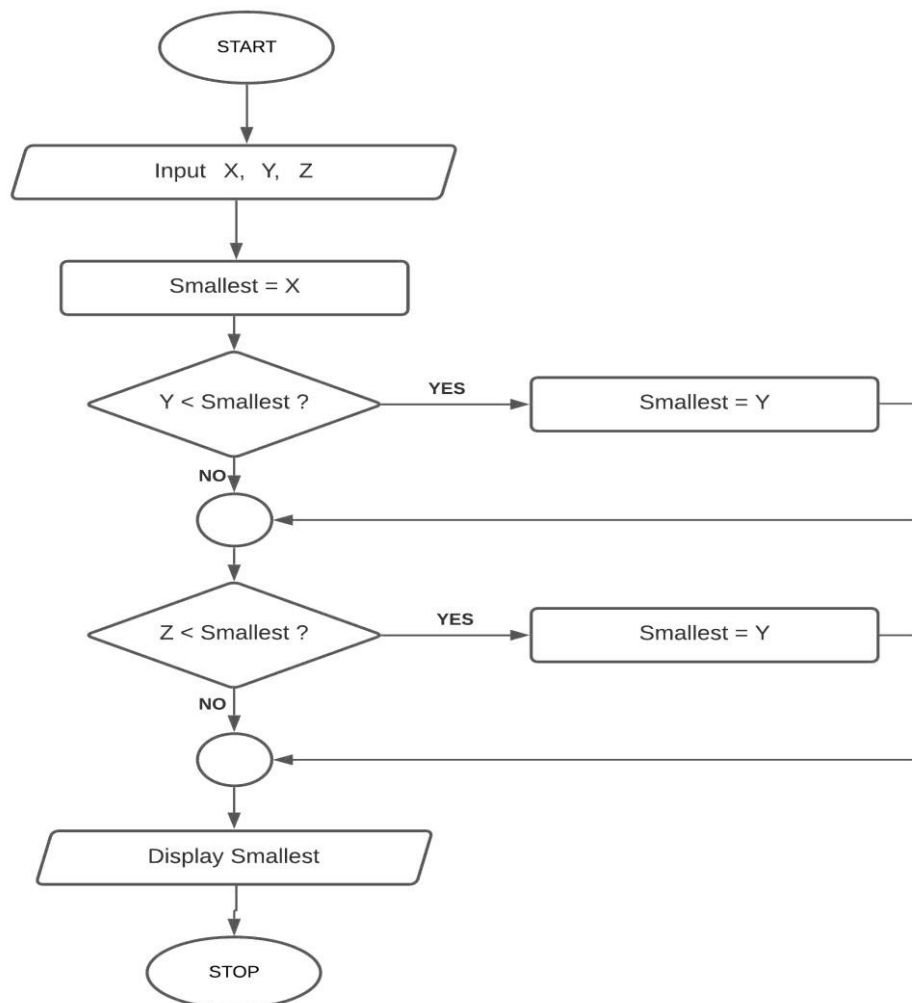 START
Input X, Y, Z
Smallest = X
Y < Smallest ?
YES
Smallest = Y
NO
Z < Smallest ?
YES
Smallest = Y
NO
Display Smallest
STOP